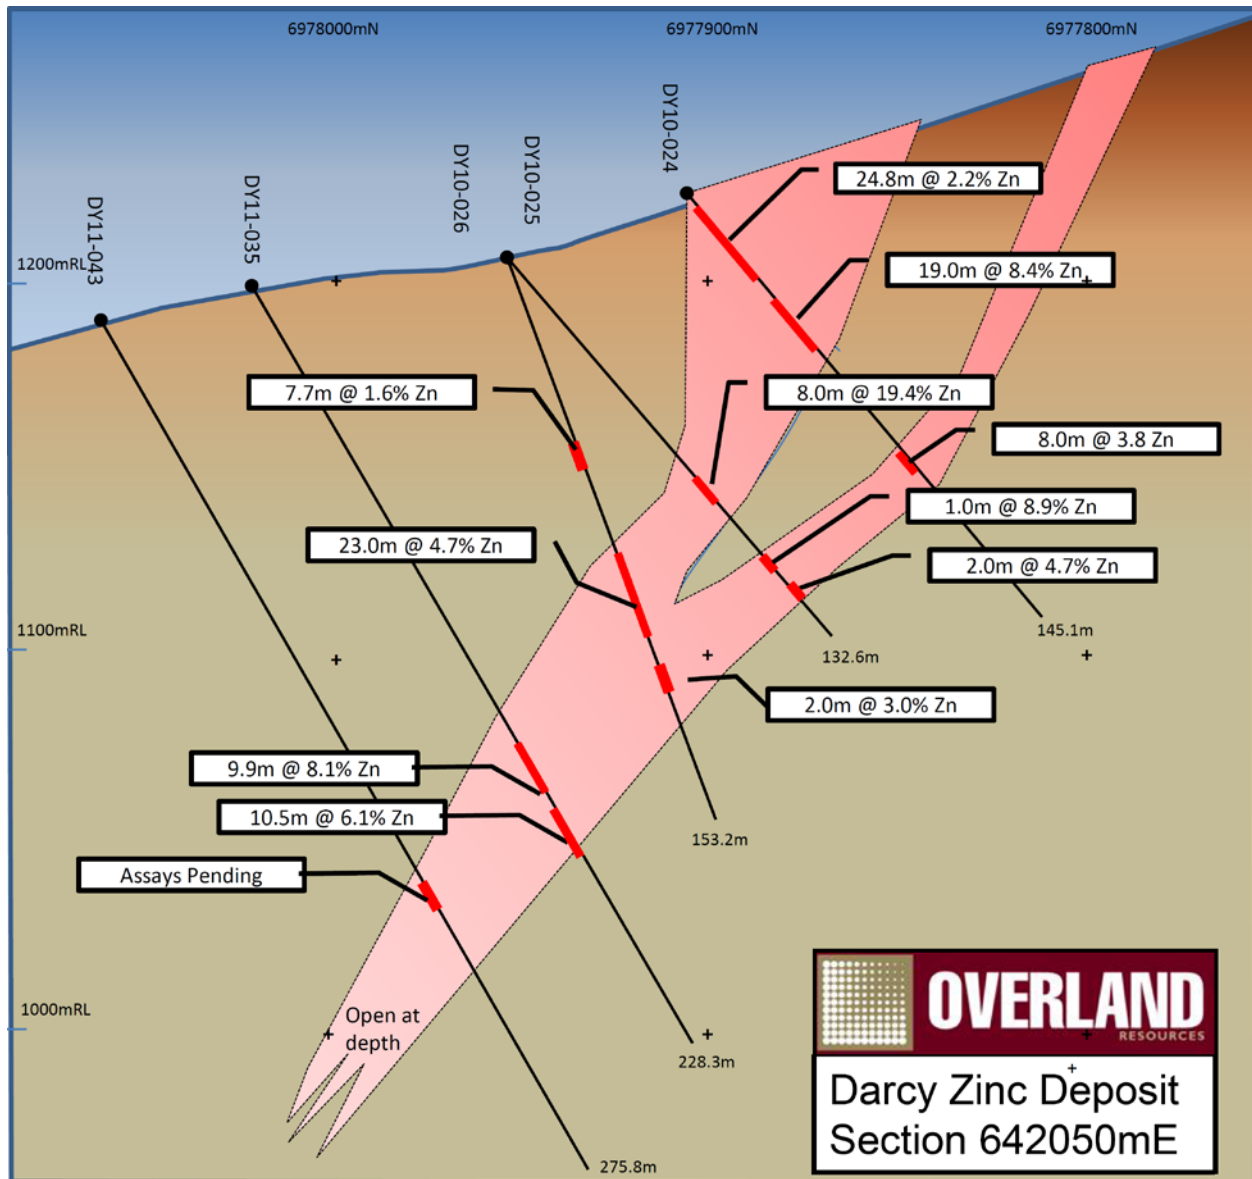 6978000mN
6977900mN
6977800mN
DY10-024
DY10-025
DY10-026
DY11-035
DY11-043
24.8m @ 2.2% Zn
1200mRL
19.0m @ 8.4% Zn
7.7m @ 1.6% Zn
8.0m @ 19.4% Zn
8.0m @ 3.8 Zn
1.0m @ 8.9% Zn
23.0m @ 4.7% Zn
2.0m @ 4.7% Zn
1100mRL
145.1m
132.6m
2.0m @ 3.0% Zn
9.9m @ 8.1% Zn
10.5m @ 6.1% Zn
153.2m
Assays Pending
1000mRL
Open at
depth
228.3m
275.8m
OVERLAND
RESOURCES
Darcy Zinc Deposit
Section 642050mE